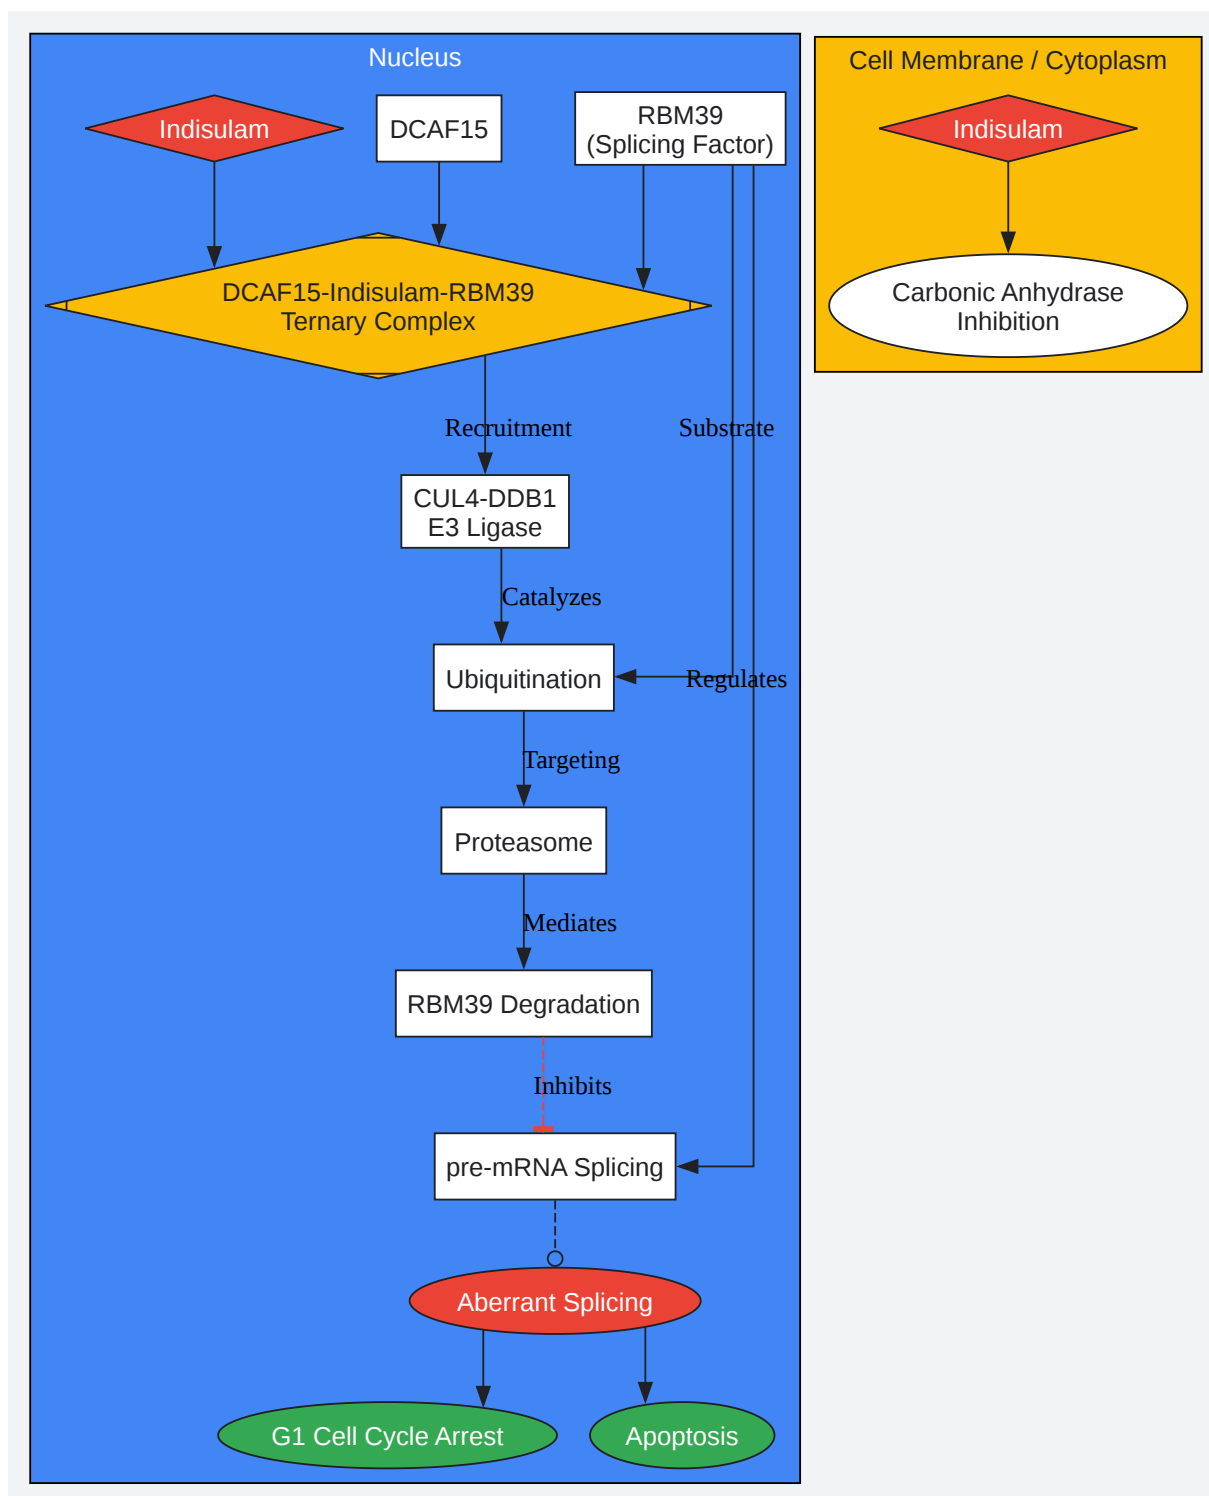 Nucleus
Cell Membrane / Cytoplasm
Indisulam
DCAF15
RBM39
(Splicing Factor)
Indisulam
DCAF15-Indisulam-RBM39
Ternary Complex
Carbonic Anhydrase
Inhibition
Recruitment
Substrate
CUL4-DDB1
E3 Ligase
Catalyzes
Ubiquitination
Regulates
Targeting
Proteasome
Mediates
RBM39 Degradation
Inhibits
pre-mRNA Splicing
Aberrant Splicing
G1 Cell Cycle Arrest
Apoptosis